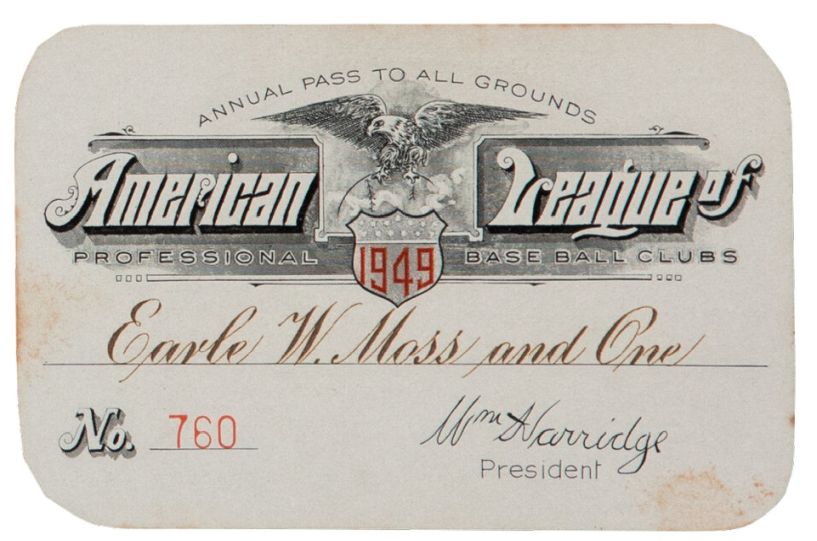 ANNUAL PASS TO ALL GROUNDS
American League of
PROFESSIONAL BASE BALL CLUBS
1949
Earle W. Moss and One
No. 760
Wm Harridge
President